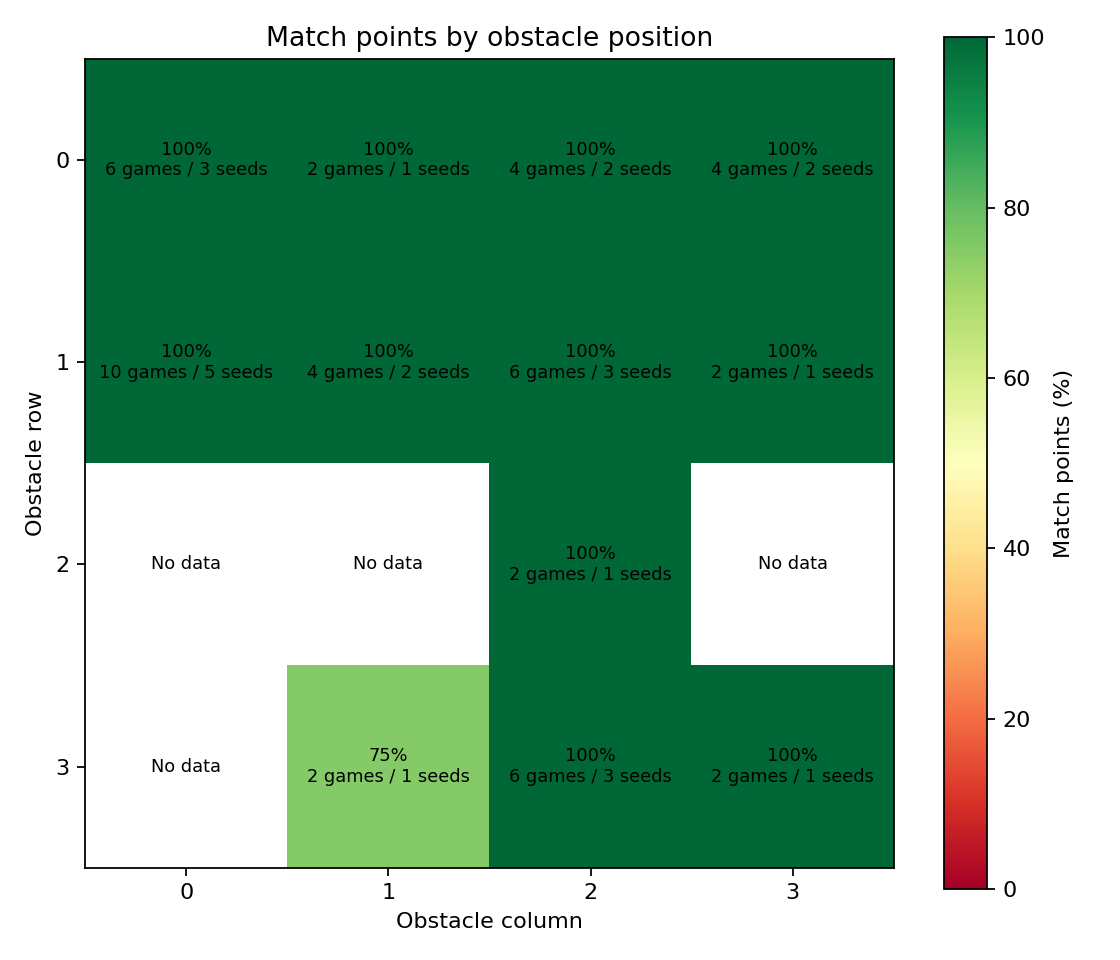 Match points by obstacle position
100%
6 games / 3 seeds
100%
2 games / 1 seeds
100%
4 games / 2 seeds
100%
4 games / 2 seeds
100%
10 games / 5 seeds
100%
4 games / 2 seeds
100%
6 games / 3 seeds
100%
2 games / 1 seeds
No data
No data
100%
2 games / 1 seeds
No data
No data
75%
2 games / 1 seeds
100%
6 games / 3 seeds
100%
2 games / 1 seeds
0
1
2
3
Obstacle row
0
1
2
3
Obstacle column
100
80
60
40
20
0
Match points (%)